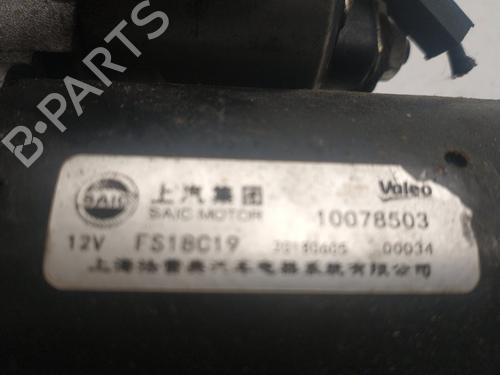 B-PARTS
SAIC 上汽集团 Valeo
SAIC MOTOR 10078503
12V FS18C19 00034
上海法雷奥汽车电器系统有限公司